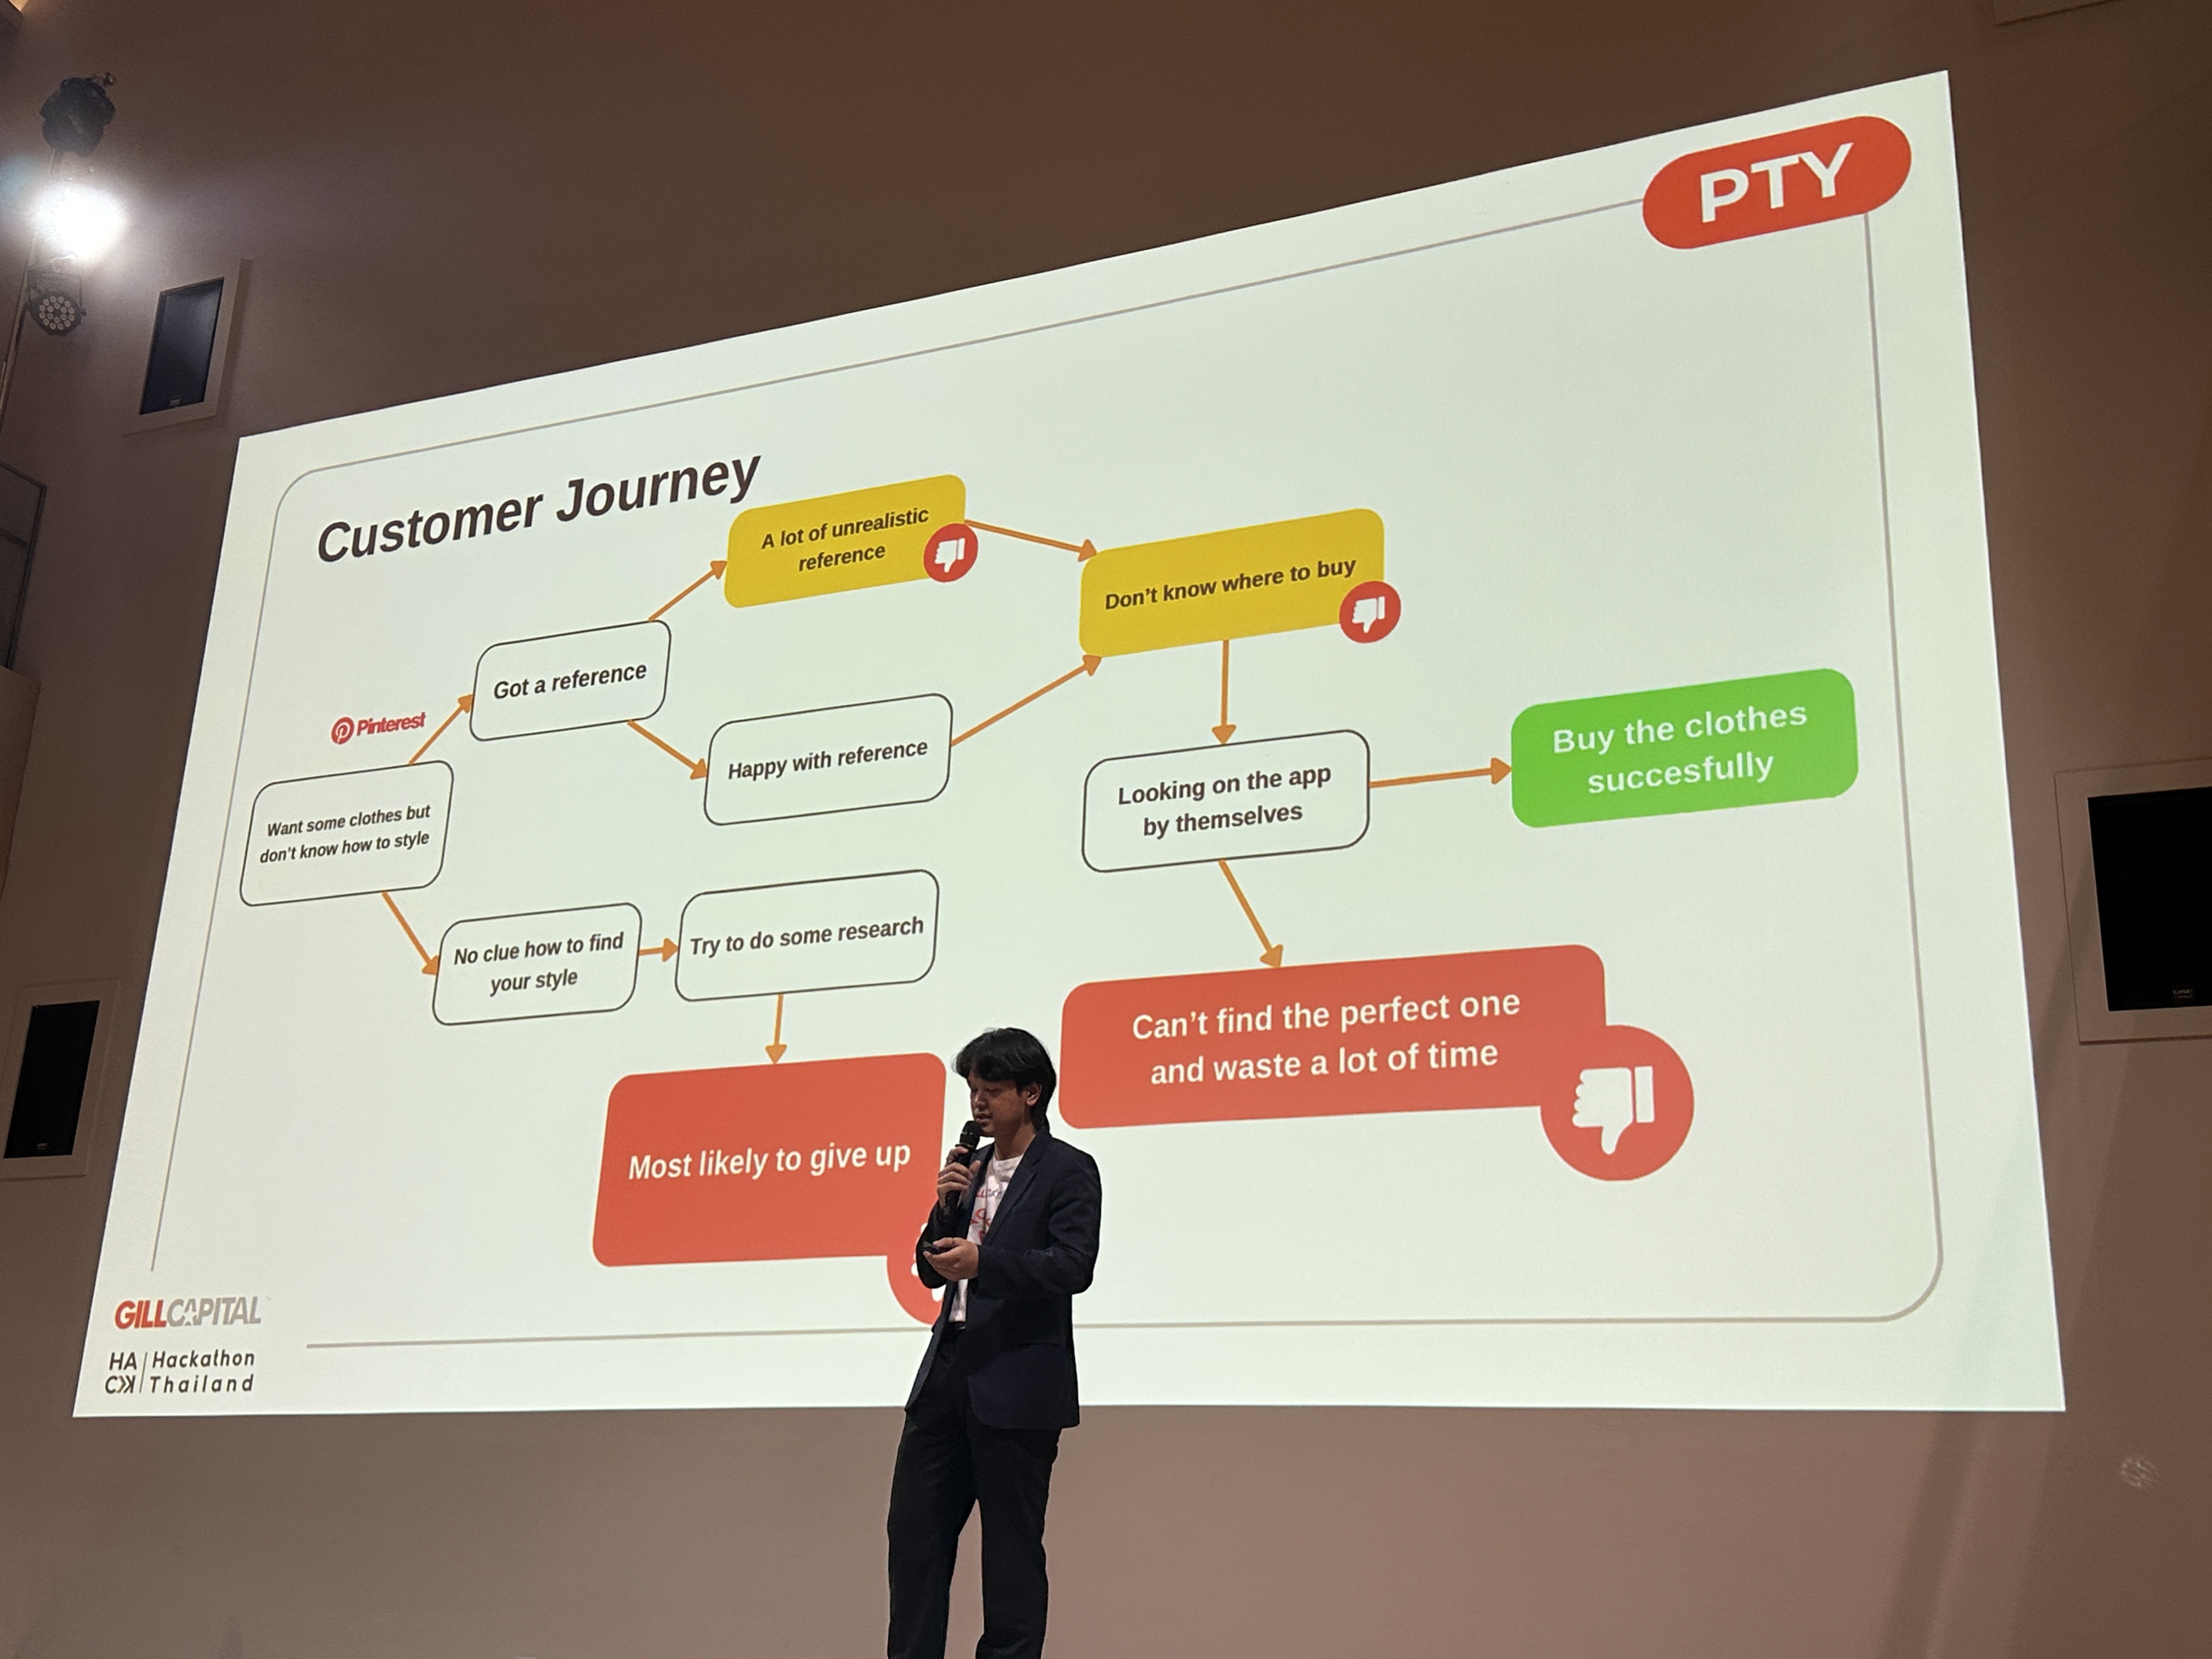 PTY
Customer Journey
A lot of unrealistic
reference
Don't know where to buy
Got a reference
Pinterest
Happy with reference
Want some clothes but
don't know how to style
Looking on the app
by themselves
Buy the clothes
succesfully
No clue how to find
your style
Try to do some research
Can't find the perfect one
and waste a lot of time
Most likely to give up
GILLCAPITAL
HA
CK
Hackathon
Thailand